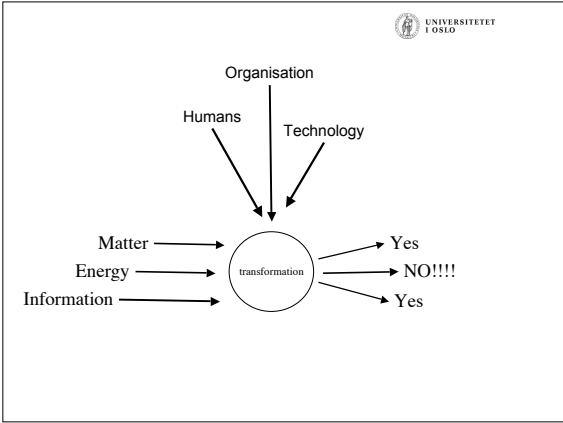 UNIVERSITETET
I OSLO
Organisation
Humans
Technology
Matter
Yes
Energy
transformation
NO!!!!
Information
Yes